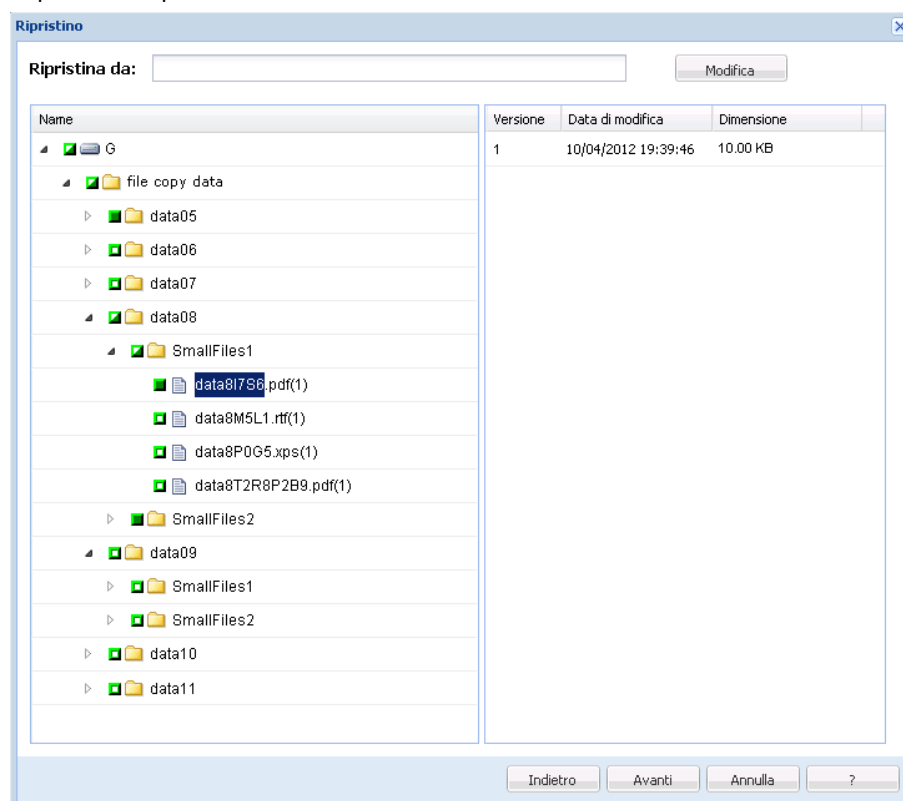 Ripristino
Ripristina da:
Modifica
Name
Versione Data di modifica Dimensione
G
1 10/04/2012 19:39:46 10.00 KB
file copy data
data05
data06
data07
data08
SmallFiles1
data8I7S6.pdf(1)
data8M5L1.rtf(1)
data8P0G5.xps(1)
data8T2R8P2B9.pdf(1)
SmallFiles2
data09
SmallFiles1
SmallFiles2
data10
data11
Indietro Avanti Annulla ?